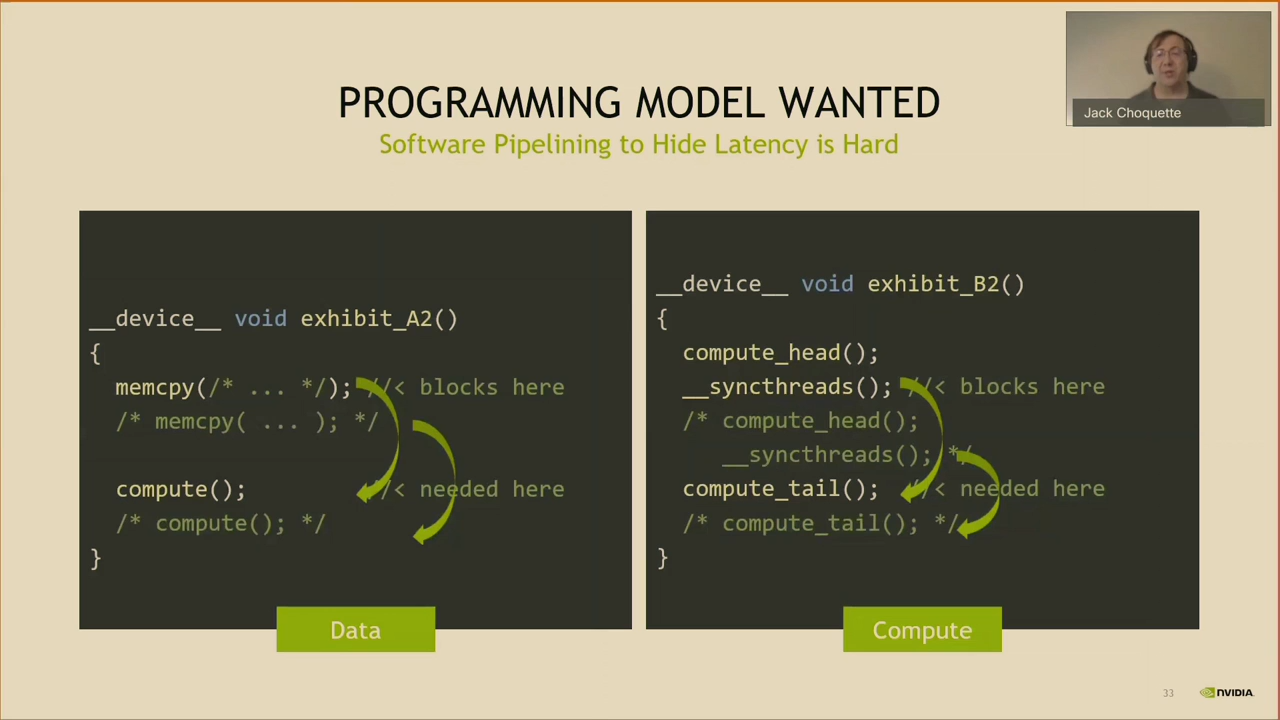 Jack Choquette
PROGRAMMING MODEL WANTED
Software Pipelining to Hide Latency is Hard
__device__ void exhibit_A2()
{
memcpy(/* ... */); //< blocks here
/* memcpy( ... ); */
compute(); //< needed here
/* compute(); */
}
Data
__device__ void exhibit_B2()
{
compute_head();
__syncthreads(); //< blocks here
/* compute_head();
__syncthreads(); */
compute_tail(); //< needed here
/* compute_tail(); */
}
Compute
33
NVIDIA.